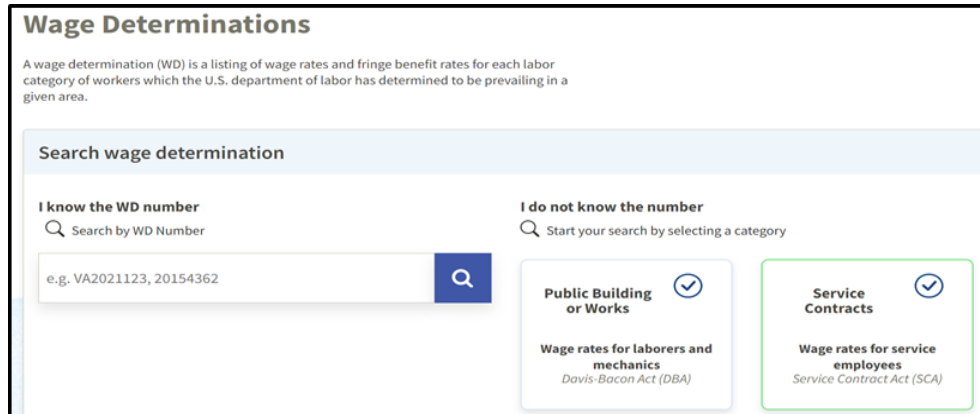 Wage Determinations
A wage determination (WD) is a listing of wage rates and fringe benefit rates for each labor
category of workers which the U.S. department of labor has determined to be prevailing in a
given area.
Search wage determination
I know the WD number
Search by WD Number
e.g. VA2021123, 20154362
I do not know the number
Start your search by selecting a category
Public Building
or Works
Wage rates for laborers and
mechanics
Davis-Bacon Act (DBA)
Service
Contracts
Wage rates for service
employees
Service Contract Act (SCA)